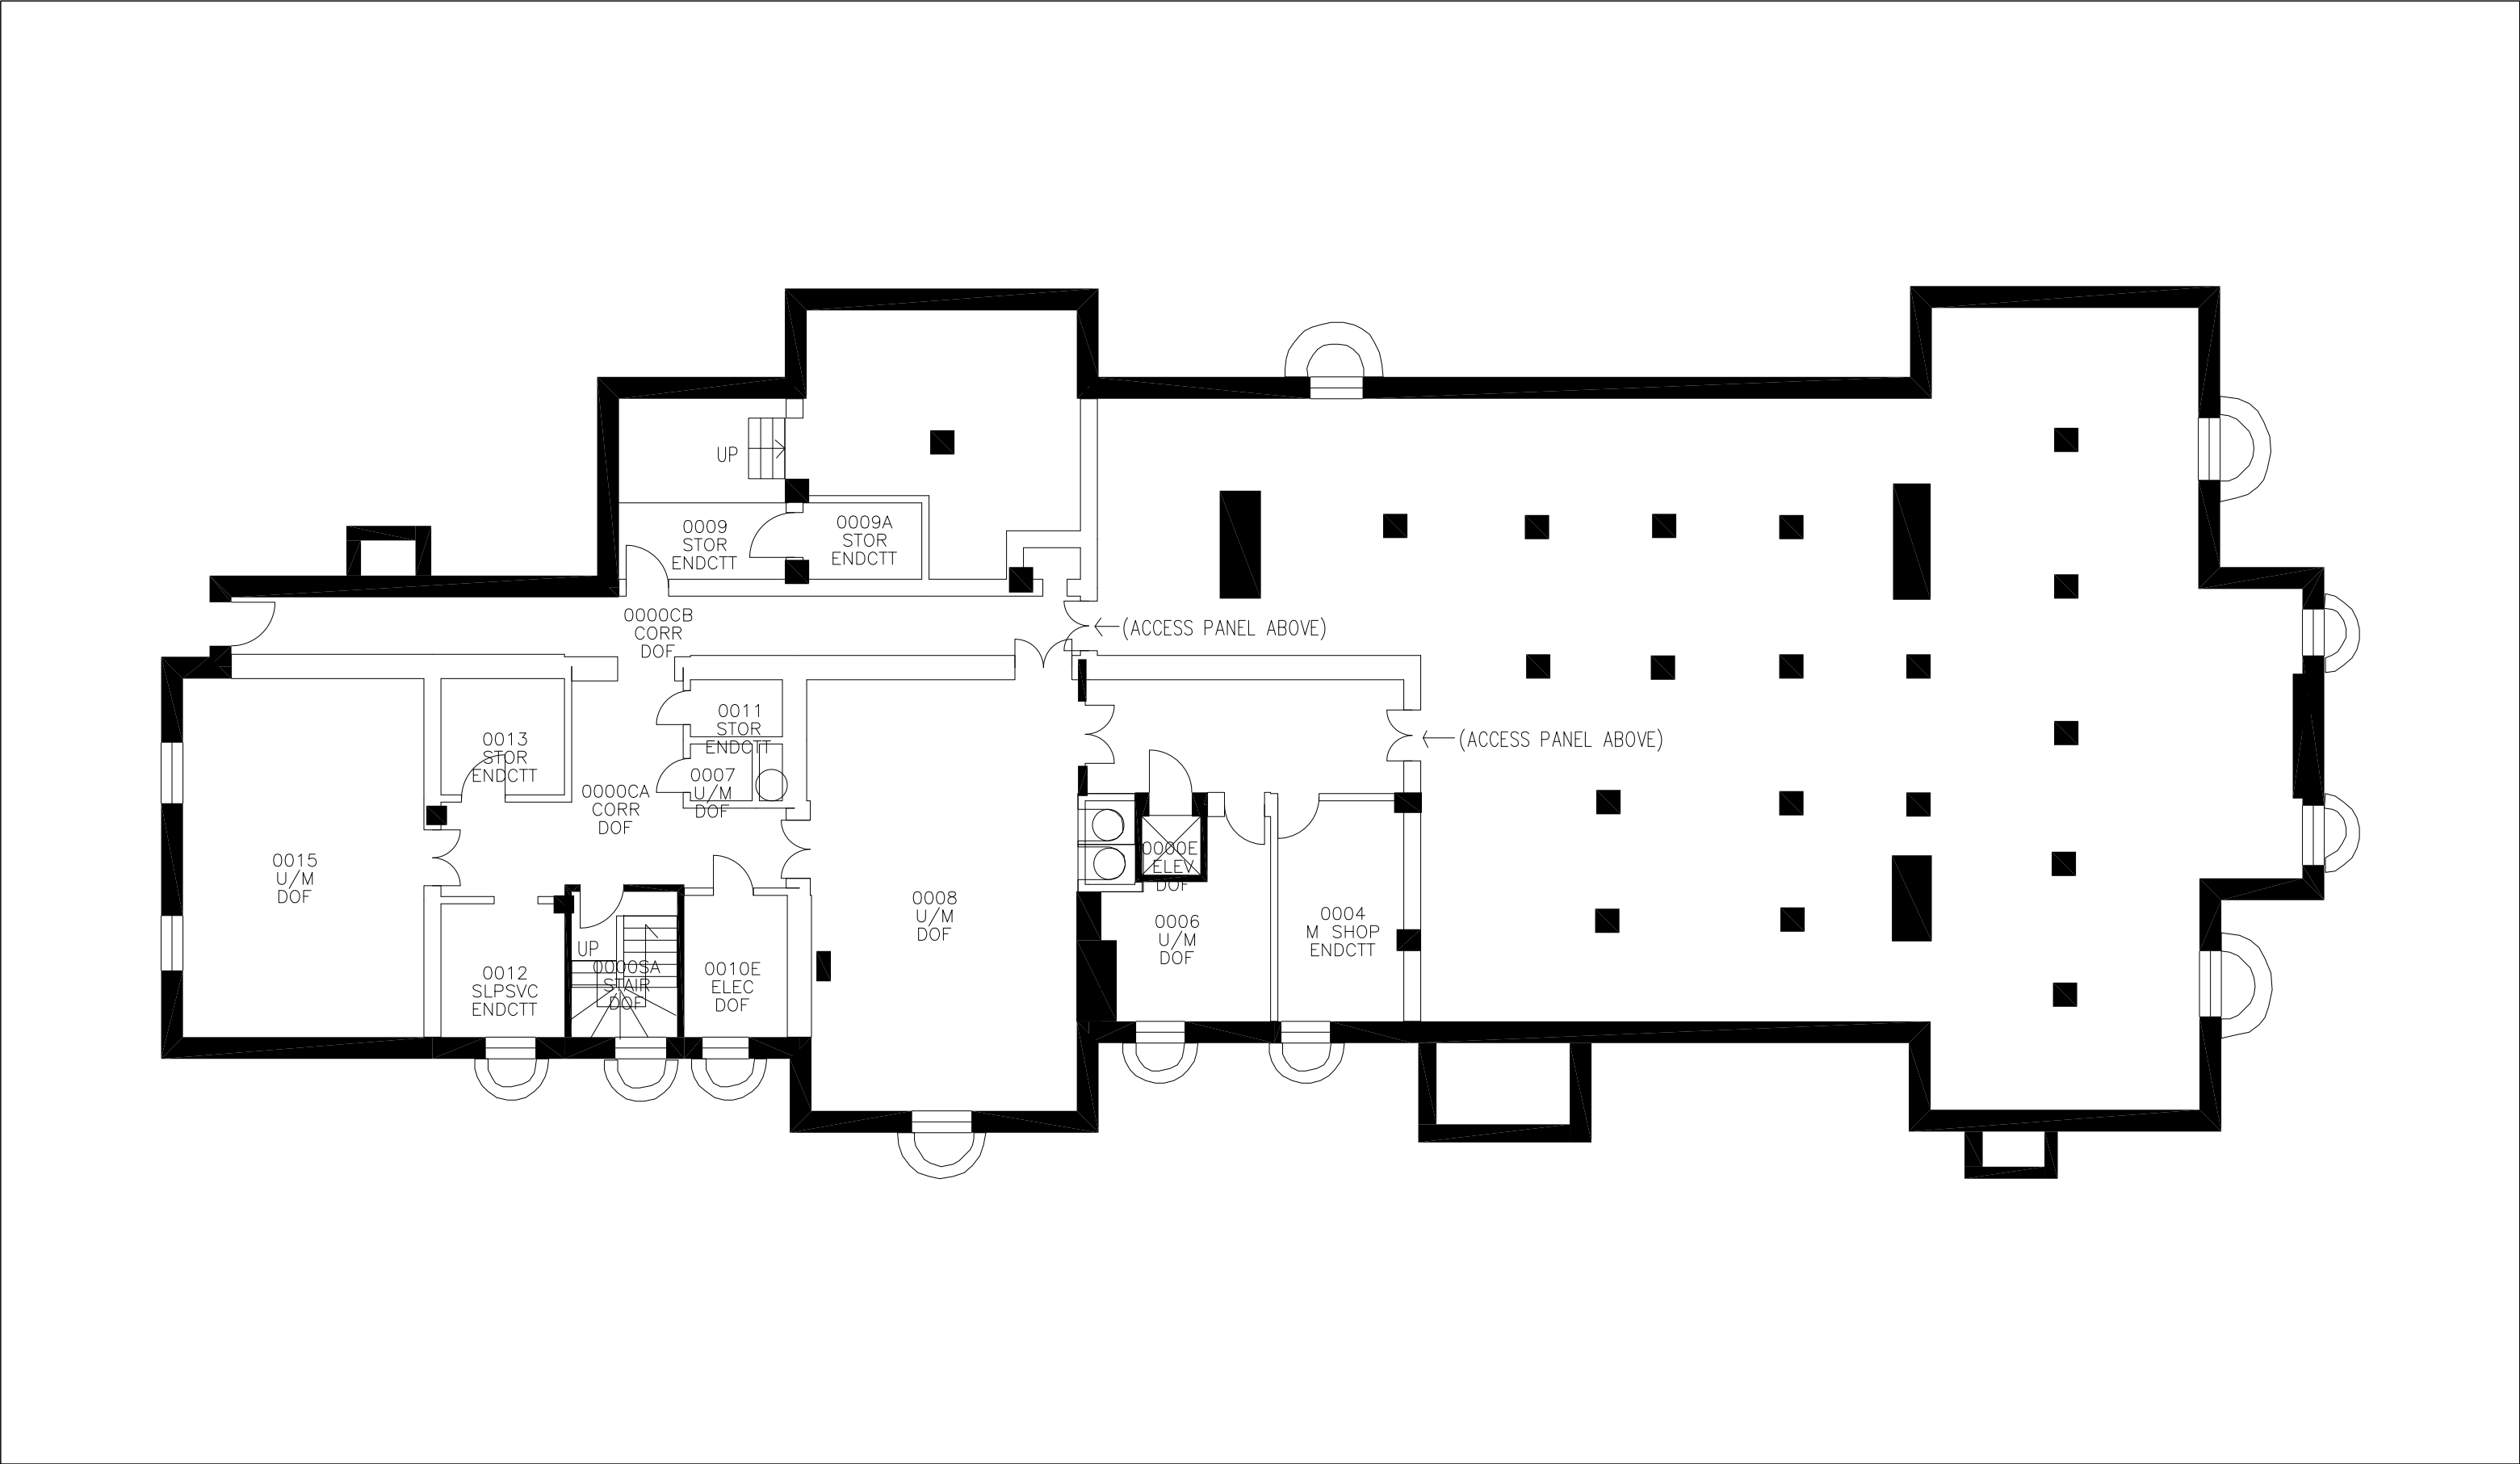 UP
0009
STOR
ENDCTT
0009A
STOR
ENDCTT
0000CB
CORR
DOF
(ACCESS PANEL ABOVE)
0011
STOR
ENDCTT
0013
STOR
ENDCTT
(ACCESS PANEL ABOVE)
0007
U/M
DOF
0000CA
CORR
DOF
0015
U/M
DOF
0000E
ELEV
DOF
0008
U/M
DOF
0006
U/M
DOF
0004
M SHOP
ENDCTT
UP
0012
SLPSVC
ENDCTT
0000SA
STAIR
DOF
0010E
ELEC
DOF